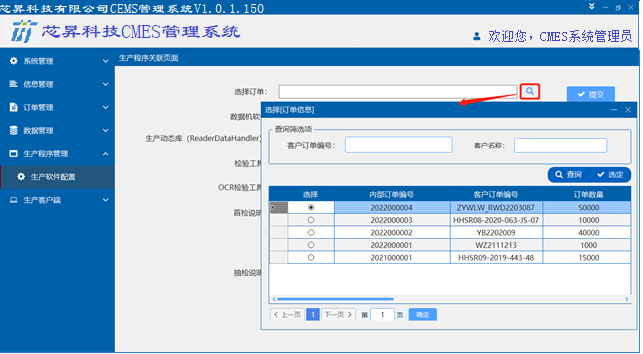 芯昇科技有限公司CEMS管理系统V1.0.1.150
芯昇科技CMES管理系统
欢迎您，CMES系统管理员
系统管理
信息管理
订单管理
数据管理
生产程序管理
生产软件配置
生产客户端
生产程序关联页面
选择订单：
提交
数据机软
生产动态库（ReaderDataHandler）
检验工具
OCR检验工具
首检说明
抽检说明
选择[订单信息]
查询筛选项
客户订单编号：
客户名称：
查询 选定
选择 内部订单编号 客户订单编号 订单数量
2022000004 ZYWLW_RWD2203087 50000
2022000003 HHSR08-2020-063-JS-07 10000
2022000002 YB2202009 40000
2022000001 WZ2111213 1000
2021000001 HHSR09-2019-443-48 15000
上一页 1 下一页 第 1 页 确定